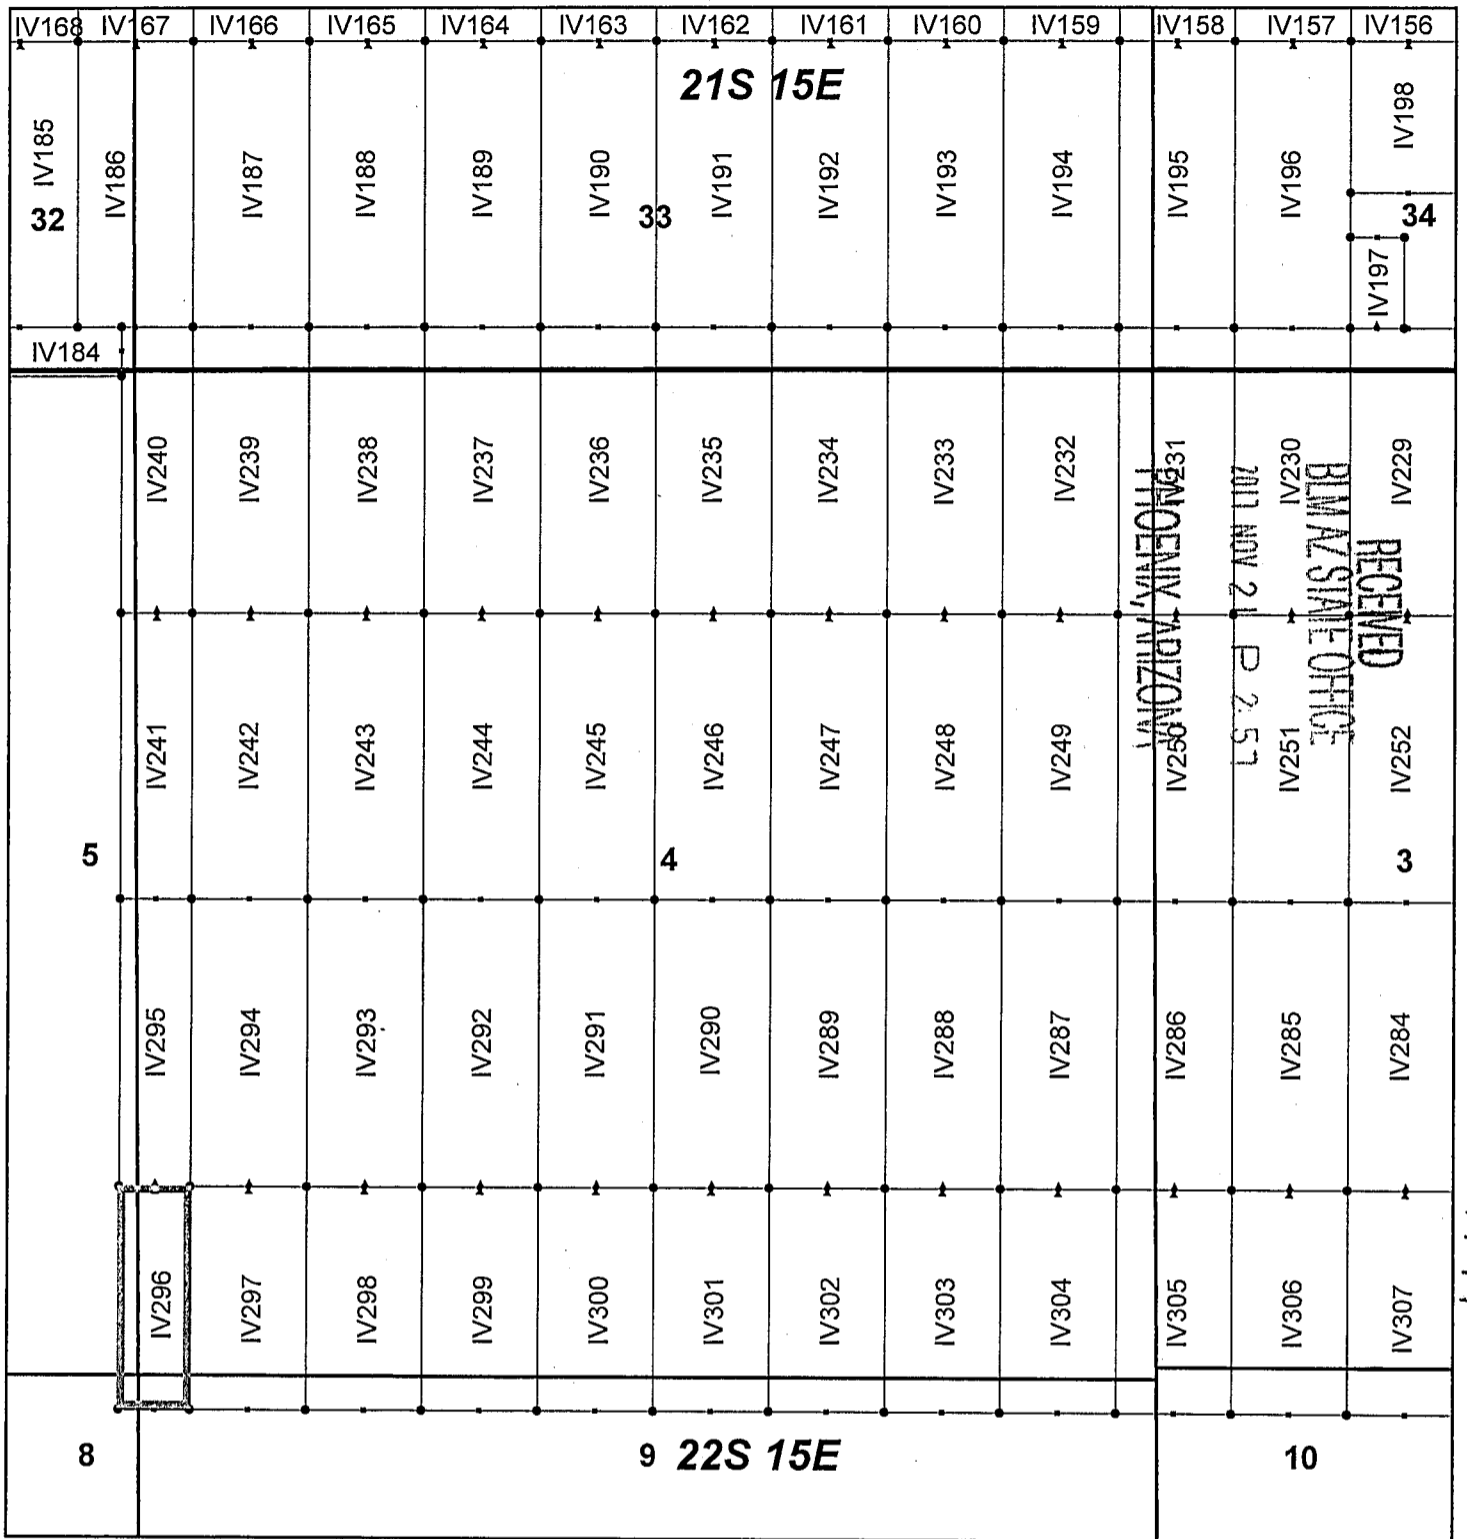 IV168 IV167 IV166 IV165 IV164 IV163 IV162 IV161 IV160 IV159 IV158 IV157 IV156
21S 15E
IV185 IV186 IV187 IV188 IV189 IV190 IV191 IV192 IV193 IV194 IV195 IV196 IV198
32 33 34
IV197
IV184
IV240 IV239 IV238 IV237 IV236 IV235 IV234 IV233 IV232 IV231 IV230 IV229
RECEIVED
BLM AZ STATE OFFICE
NOV 21 P 2:57
PHOENIX, ARIZONA
IV241 IV242 IV243 IV244 IV245 IV246 IV247 IV248 IV249 IV250 IV251 IV252
5 4 3
IV295 IV294 IV293 IV292 IV291 IV290 IV289 IV288 IV287 IV286 IV285 IV284
IV296 IV297 IV298 IV299 IV300 IV301 IV302 IV303 IV304 IV305 IV306 IV307
8 9 22S 15E 10